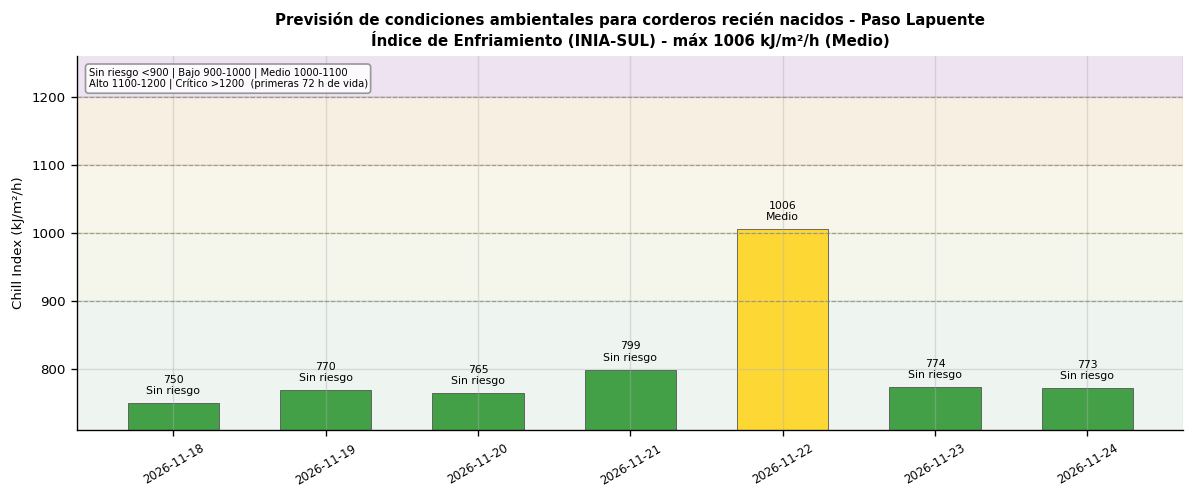 Previsión de condiciones ambientales para corderos recién nacidos - Paso Lapuente
Índice de Enfriamiento (INIA-SUL) - máx 1006 kJ/m²/h (Medio)
Sin riesgo <900 | Bajo 900-1000 | Medio 1000-1100
Alto 1100-1200 | Crítico >1200  (primeras 72 h de vida)
Chill Index (kJ/m²/h)
1200
1100
1000
900
800
750
Sin riesgo
770
Sin riesgo
765
Sin riesgo
799
Sin riesgo
1006
Medio
774
Sin riesgo
773
Sin riesgo
2026-11-18
2026-11-19
2026-11-20
2026-11-21
2026-11-22
2026-11-23
2026-11-24